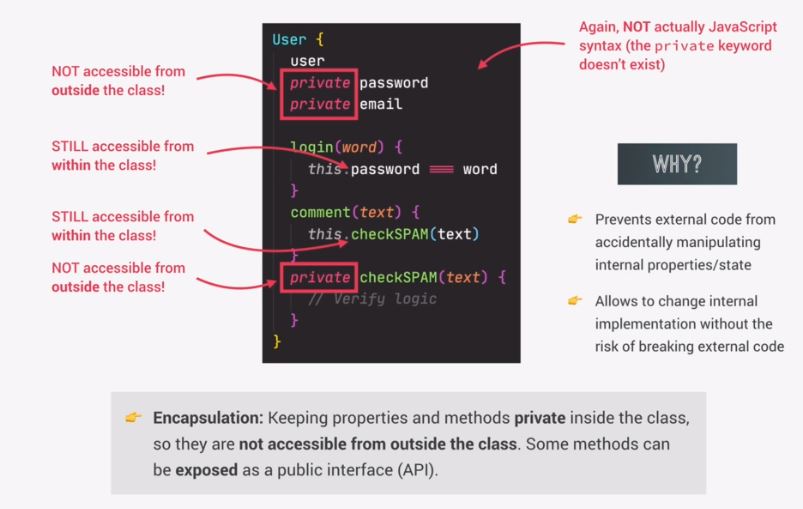 Again, NOT actually JavaScript
syntax (the private keyword
doesn't exist)
NOT accessible from
outside the class!
STILL accessible from
within the class!
STILL accessible from
within the class!
NOT accessible from
outside the class!
User {
user
private password
private email
login(word) {
this.password === word
}
comment(text) {
this.checkSPAM(text)
}
private checkSPAM(text) {
// Verify logic
}
}
WHY?
👉 Prevents external code from
accidentally manipulating
internal properties/state
👉 Allows to change internal
implementation without the
risk of breaking external code
👉 Encapsulation: Keeping properties and methods private inside the class,
so they are not accessible from outside the class. Some methods can
be exposed as a public interface (API).